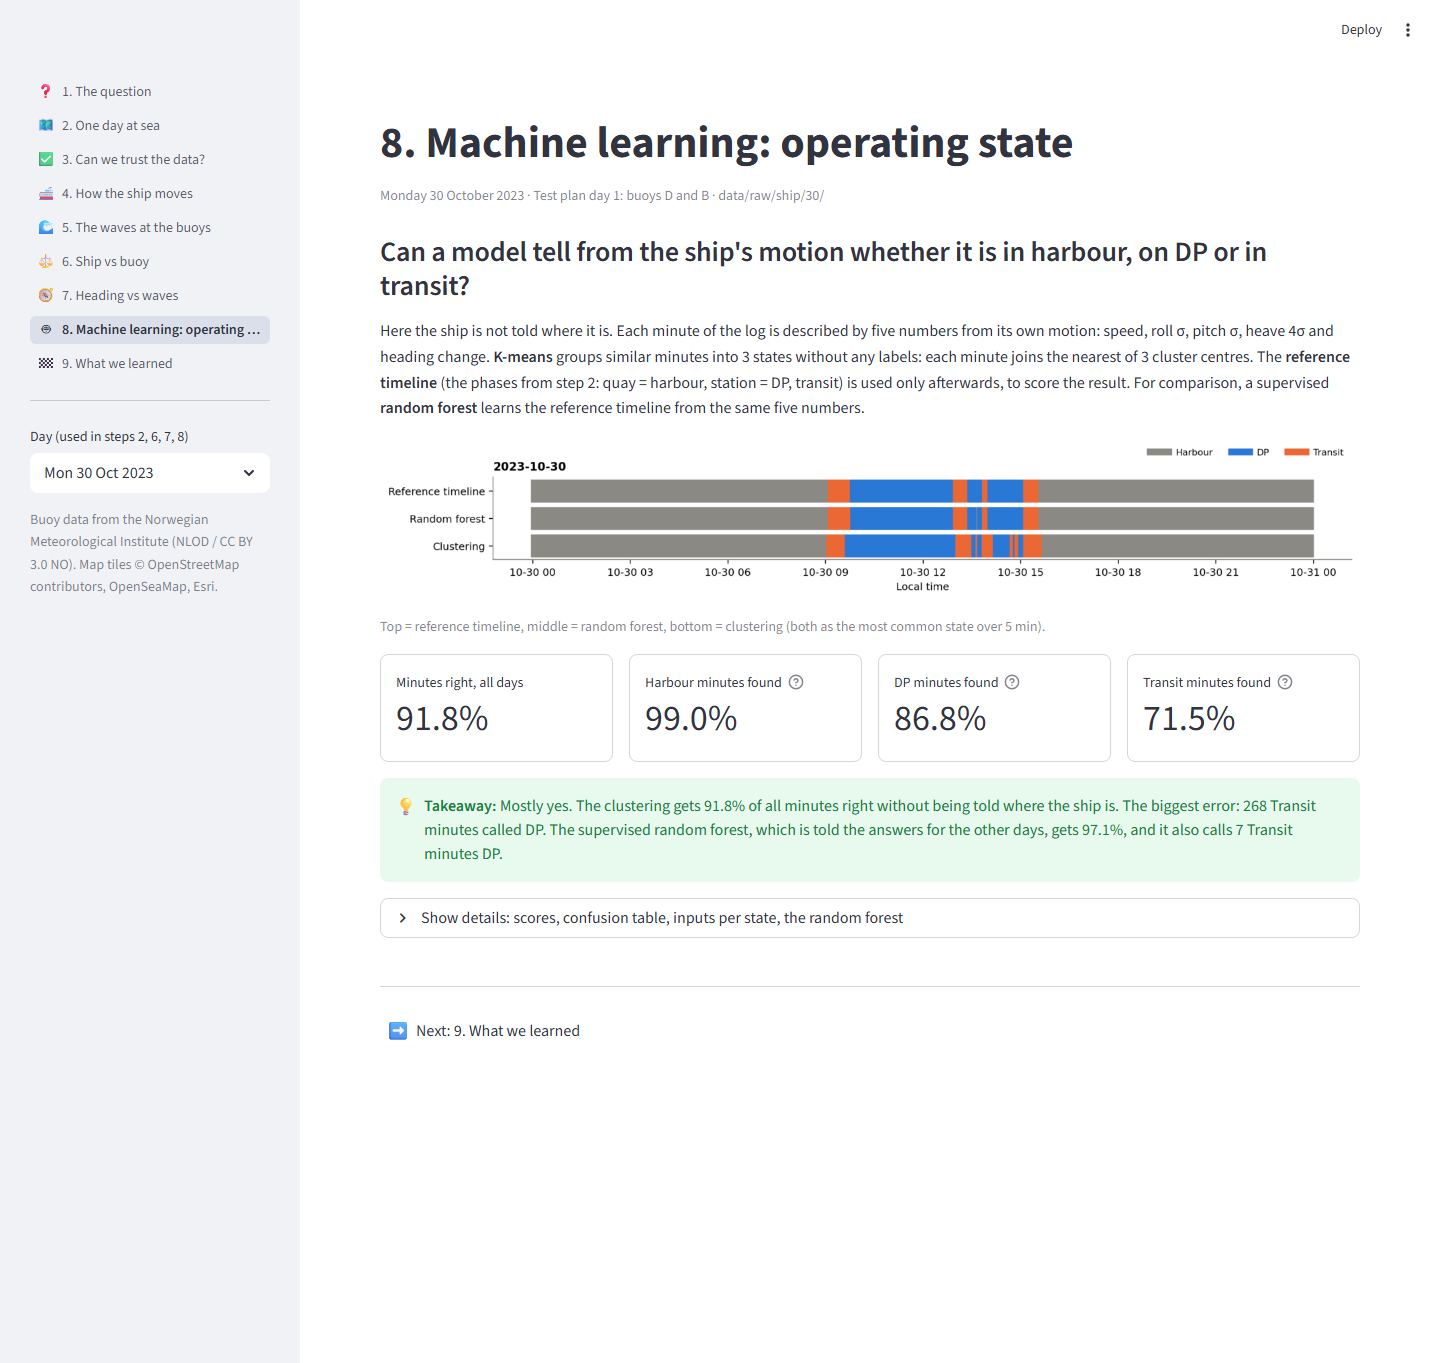 Deploy
1. The question
2. One day at sea
3. Can we trust the data?
4. How the ship moves
5. The waves at the buoys
6. Ship vs buoy
7. Heading vs waves
8. Machine learning: operating ...
9. What we learned
Day (used in steps 2, 6, 7, 8)
Mon 30 Oct 2023
Buoy data from the Norwegian
Meteorological Institute (NLOD / CC BY
3.0 NO). Map tiles © OpenStreetMap
contributors, OpenSeaMap, Esri.
8. Machine learning: operating state
Monday 30 October 2023 · Test plan day 1: buoys D and B · data/raw/ship/30/
Can a model tell from the ship's motion whether it is in harbour, on DP or in
transit?
Here the ship is not told where it is. Each minute of the log is described by five numbers from its own motion: speed, roll σ, pitch σ, heave 4σ and
heading change. K-means groups similar minutes into 3 states without any labels: each minute joins the nearest of 3 cluster centres. The reference
timeline (the phases from step 2: quay = harbour, station = DP, transit) is used only afterwards, to score the result. For comparison, a supervised
random forest learns the reference timeline from the same five numbers.
Harbour DP Transit
2023-10-30
Reference timeline
Random forest
Clustering
10-30 00 10-30 03 10-30 06 10-30 09 10-30 12 10-30 15 10-30 18 10-30 21 10-31 00
Local time
Top = reference timeline, middle = random forest, bottom = clustering (both as the most common state over 5 min).
Minutes right, all days
91.8%
Harbour minutes found
99.0%
DP minutes found
86.8%
Transit minutes found
71.5%
Takeaway: Mostly yes. The clustering gets 91.8% of all minutes right without being told where the ship is. The biggest error: 268 Transit
minutes called DP. The supervised random forest, which is told the answers for the other days, gets 97.1%, and it also calls 7 Transit
minutes DP.
Show details: scores, confusion table, inputs per state, the random forest
Next: 9. What we learned